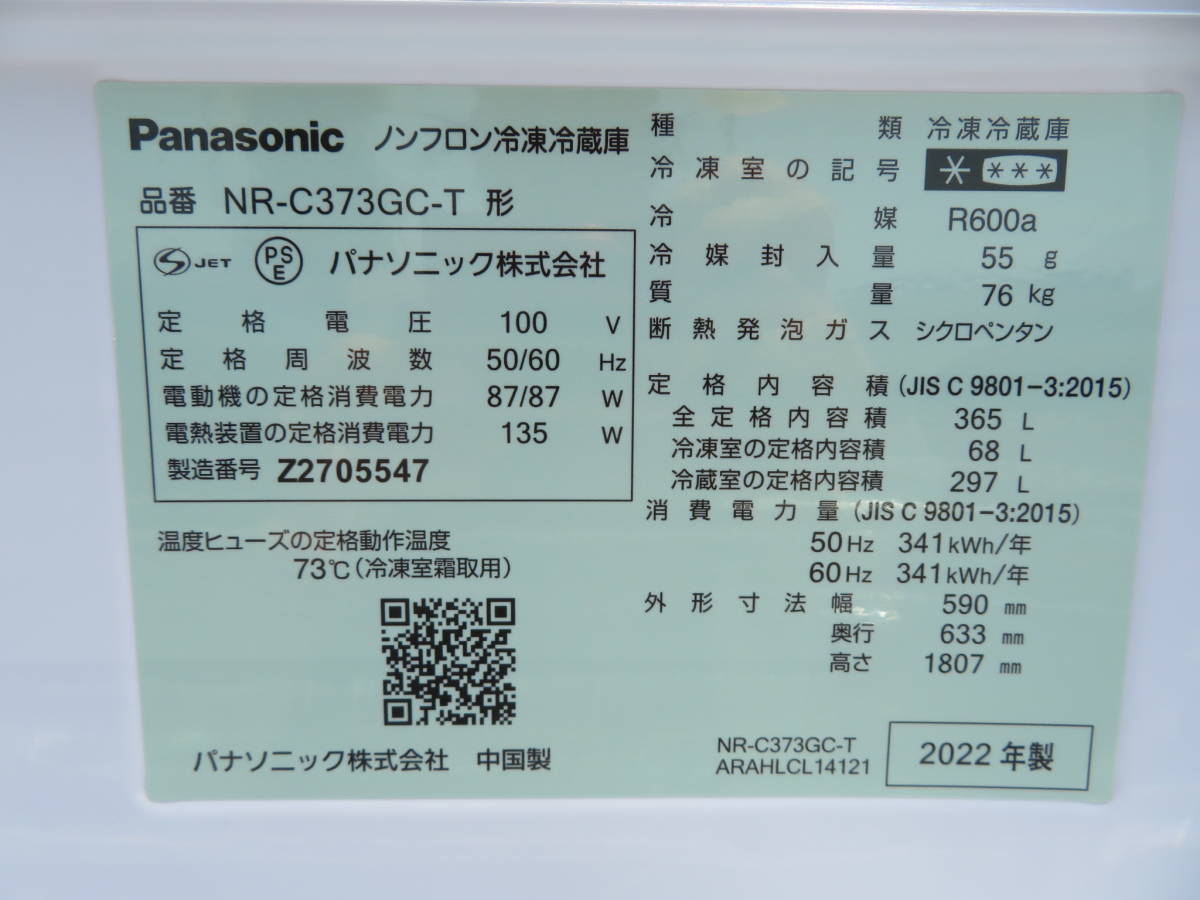 Panasonic ノンフロン冷凍冷蔵庫
品番 NR-C373GC-T 形
S JET PSE パナソニック株式会社
定格電圧 100 V
定格周波数 50/60 Hz
電動機の定格消費電力 87/87 W
電熱装置の定格消費電力 135 W
製造番号 Z2705547
温度ヒューズの定格動作温度
73℃(冷凍室霜取用)
パナソニック株式会社 中国製
種類 冷凍冷蔵庫
冷凍室の記号 * ***
冷媒 R600a
冷媒封入量 55 g
質量 76 kg
断熱発泡ガス シクロペンタン
定格内容積 (JIS C 9801-3:2015)
全定格内容積 365 L
冷凍室の定格内容積 68 L
冷蔵室の定格内容積 297 L
消費電力量 (JIS C 9801-3:2015)
50Hz 341kWh/年
60Hz 341kWh/年
外形寸法幅 590 mm
奥行 633 mm
高さ 1807 mm
NR-C373GC-T
ARAHLCL14121
2022 年製